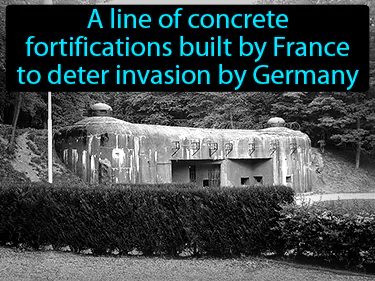 A line of concrete
fortifications built by France
to deter invasion by Germany